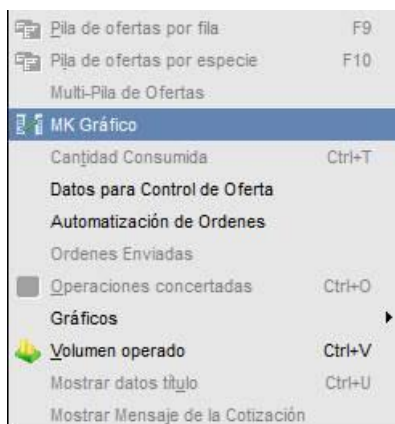 Pila de ofertas por fila F9
Pila de ofertas por especie F10
Multi-Pila de Ofertas
MK Gráfico
Cantidad Consumida Ctrl+T
Datos para Control de Oferta
Automatización de Ordenes
Ordenes Enviadas
Operaciones concertadas Ctrl+O
Gráficos
Volumen operado Ctrl+V
Mostrar datos título Ctrl+U
Mostrar Mensaje de la Cotización